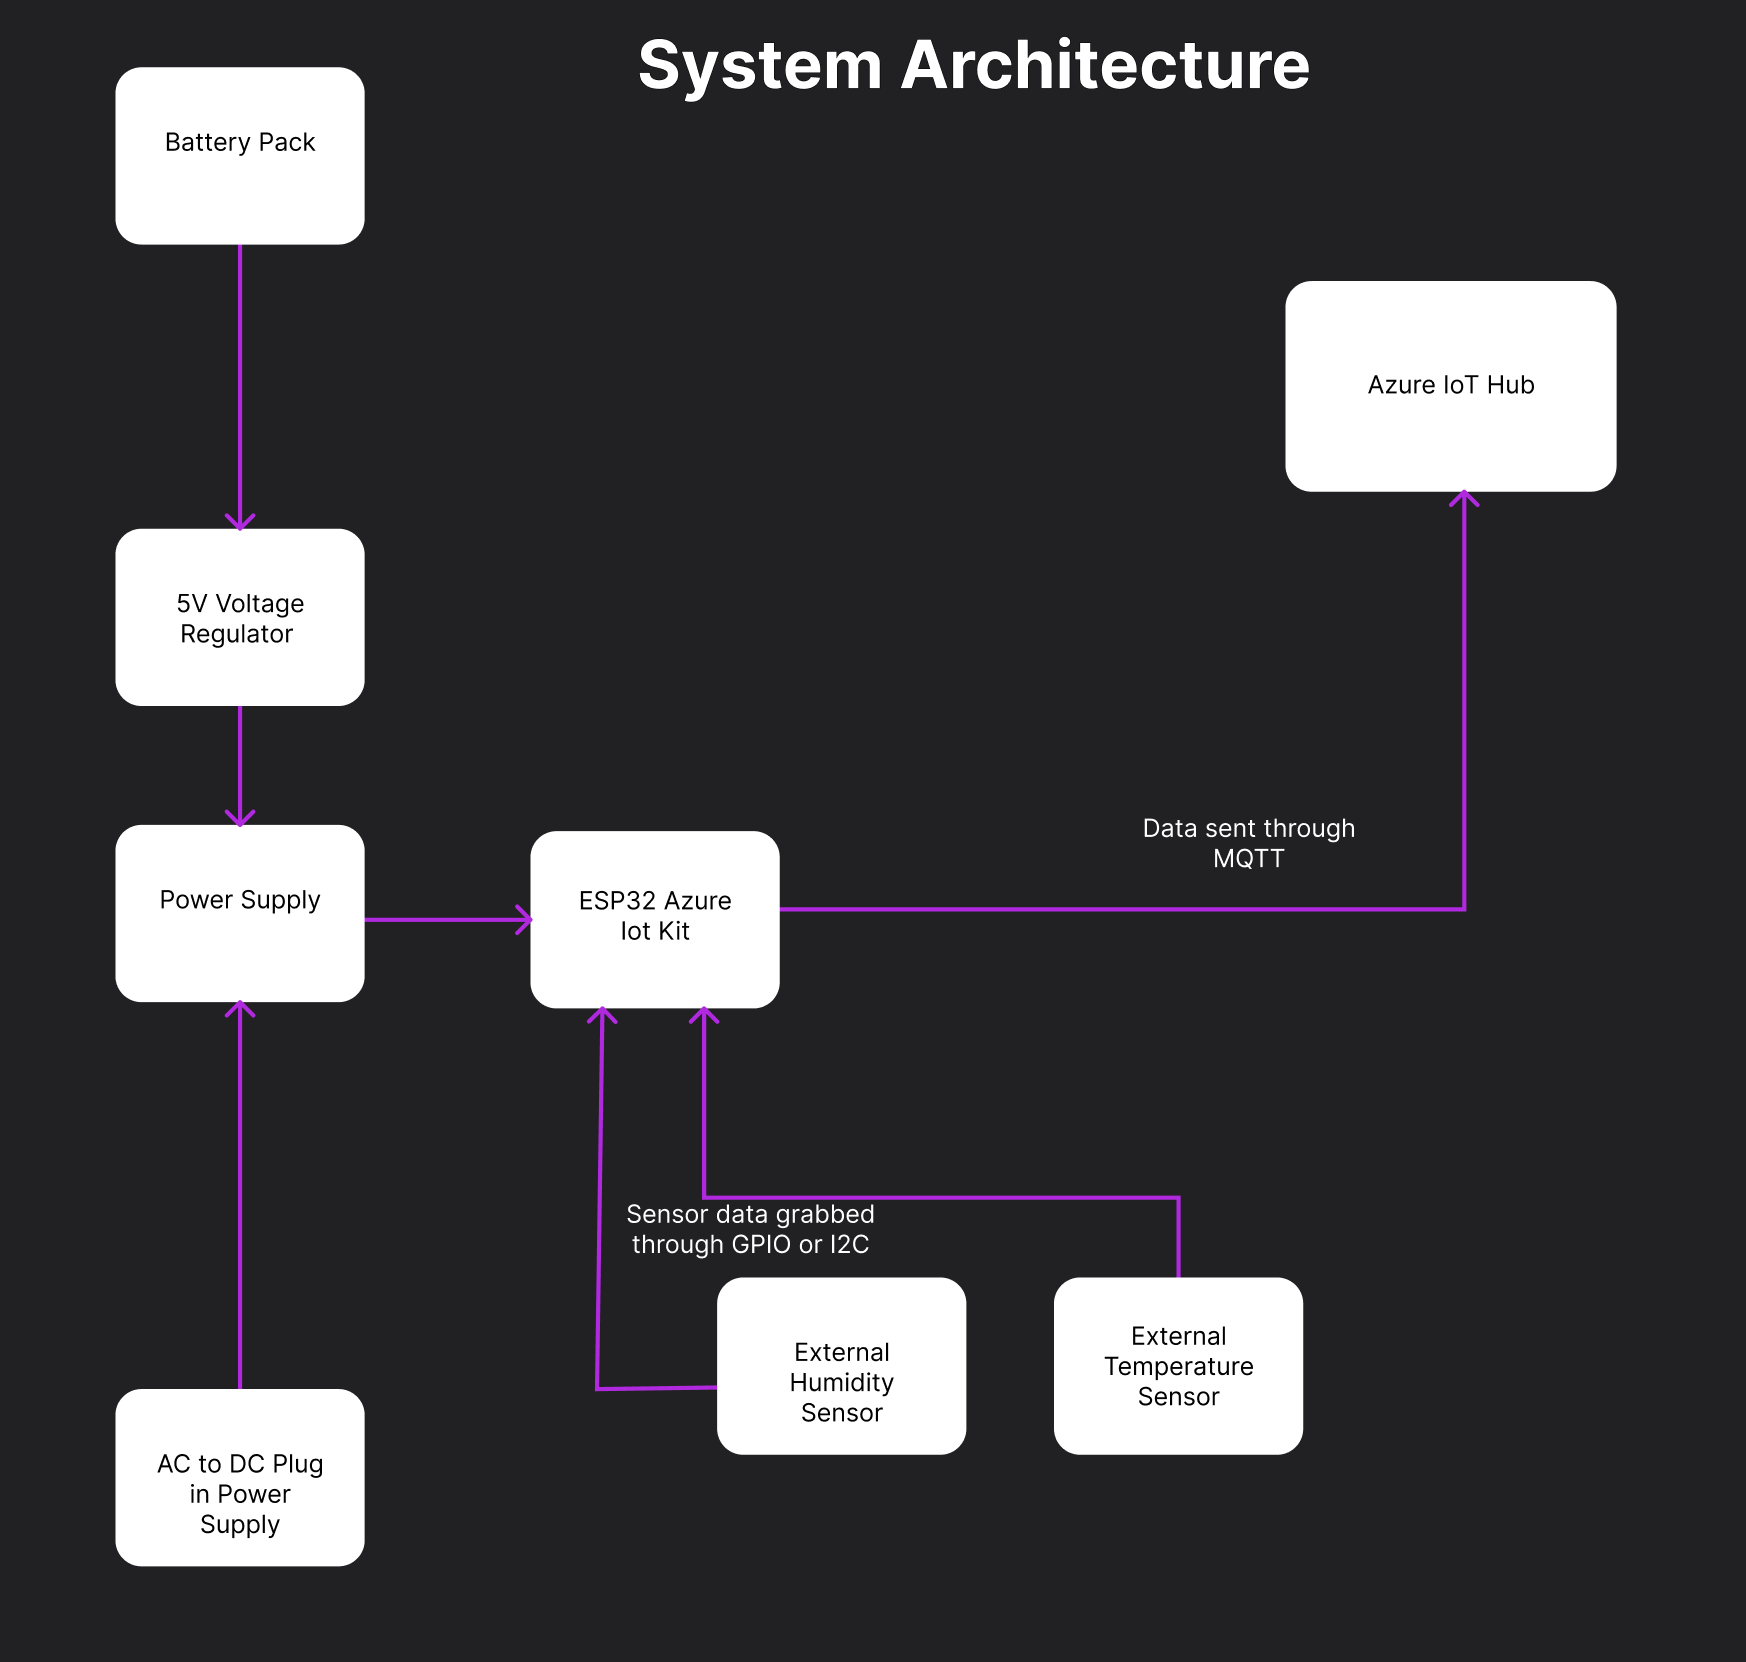 System Architecture
Battery Pack
Azure IoT Hub
5V Voltage
Regulator
Data sent through
MQTT
Power Supply
ESP32 Azure
Iot Kit
Sensor data grabbed
through GPIO or I2C
External
Humidity
Sensor
External
Temperature
Sensor
AC to DC Plug
in Power
Supply